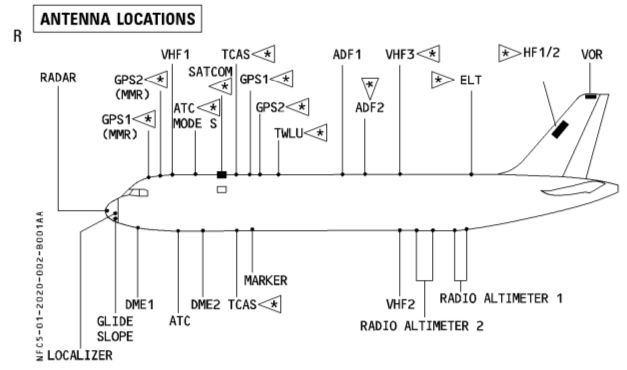 ANTENNA LOCATIONS
R
VHF1 TCAS * ADF1 VHF3 * * HF1/2 VOR
RADAR GPS2 * SATCOM * GPS1 * * ELT
(MMR)
ATC * GPS2 * * ADF2
MODE S
GPS1 *
(MMR)
TWLU *
NFC5-01-2020-002-B001AA
MARKER
DME1 ATC DME2 TCAS * VHF2 RADIO ALTIMETER 1
GLIDE
SLOPE
RADIO ALTIMETER 2
LOCALIZER